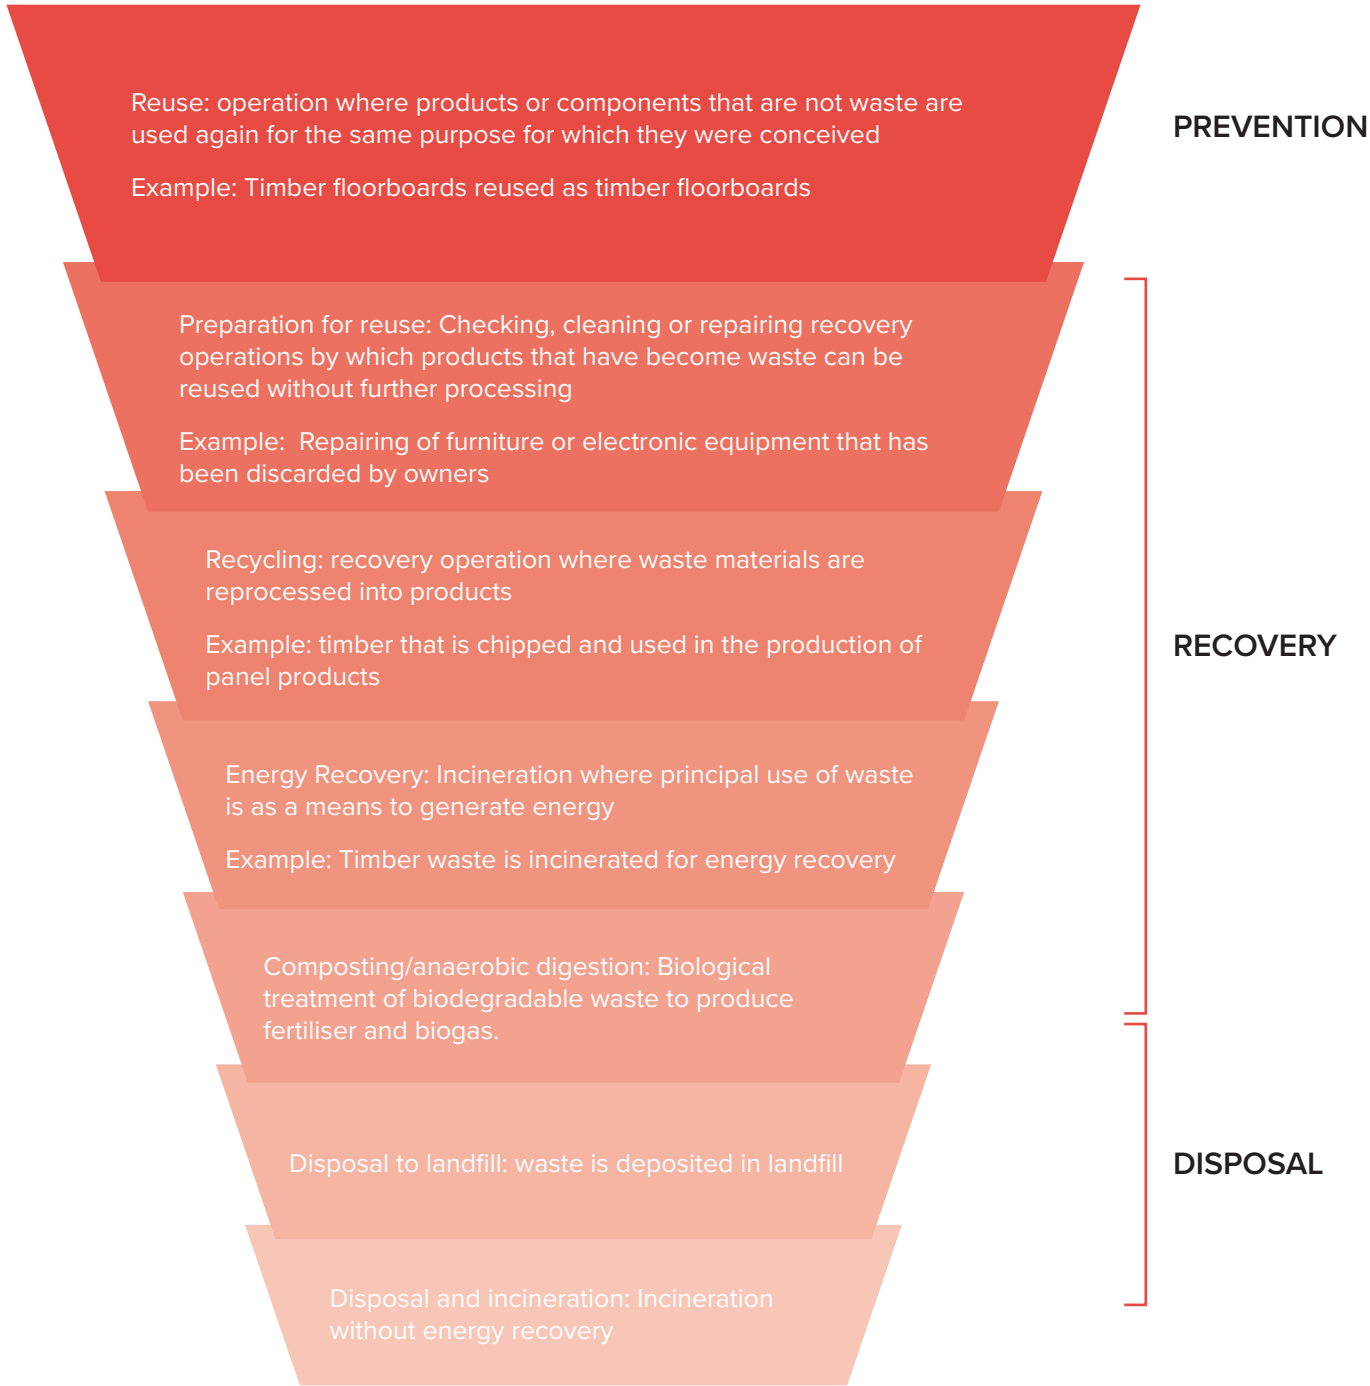 Reuse: operation where products or components that are not waste are
used again for the same purpose for which they were conceived
Example: Timber floorboards reused as timber floorboards
PREVENTION
Preparation for reuse: Checking, cleaning or repairing recovery
operations by which products that have become waste can be
reused without further processing
Example:  Repairing of furniture or electronic equipment that has
been discarded by owners
Recycling: recovery operation where waste materials are
reprocessed into products
Example: timber that is chipped and used in the production of
panel products
RECOVERY
Energy Recovery: Incineration where principal use of waste
is as a means to generate energy
Example: Timber waste is incinerated for energy recovery
Composting/anaerobic digestion: Biological
treatment of biodegradable waste to produce
fertiliser and biogas.
Disposal to landfill: waste is deposited in landfill
DISPOSAL
Disposal and incineration: Incineration
without energy recovery